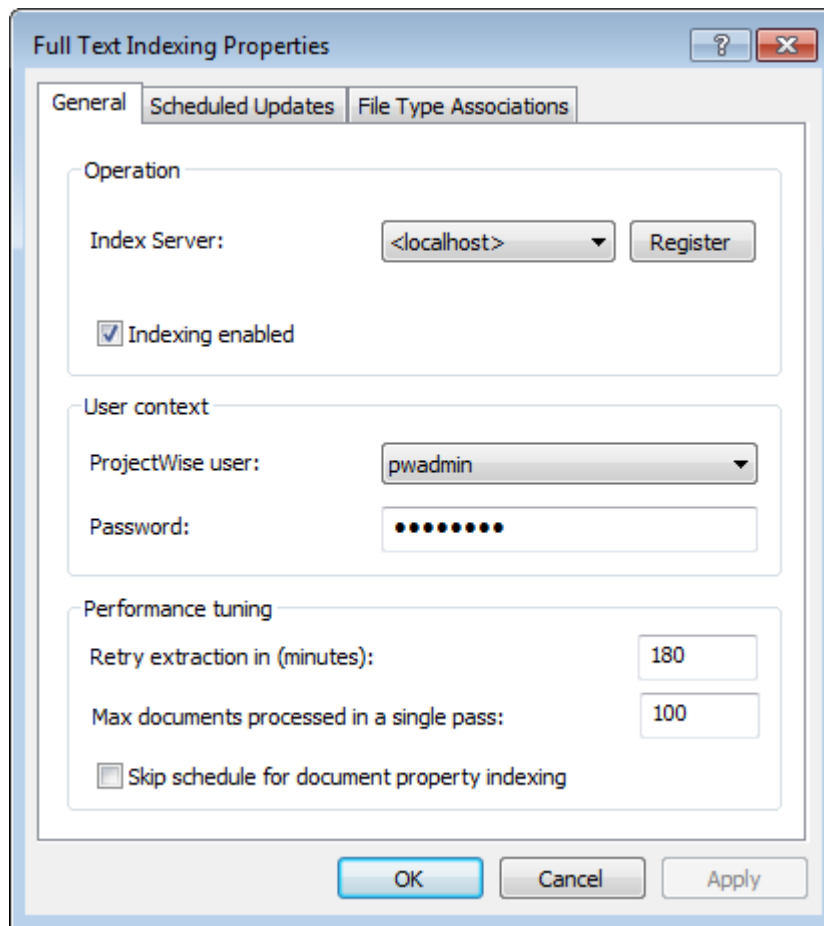 Full Text Indexing Properties
?
General Scheduled Updates File Type Associations
Operation
Index Server: <localhost> Register
Indexing enabled
User context
ProjectWise user: pwadmin
Password: ●●●●●●●●
Performance tuning
Retry extraction in (minutes): 180
Max documents processed in a single pass: 100
Skip schedule for document property indexing
OK Cancel Apply